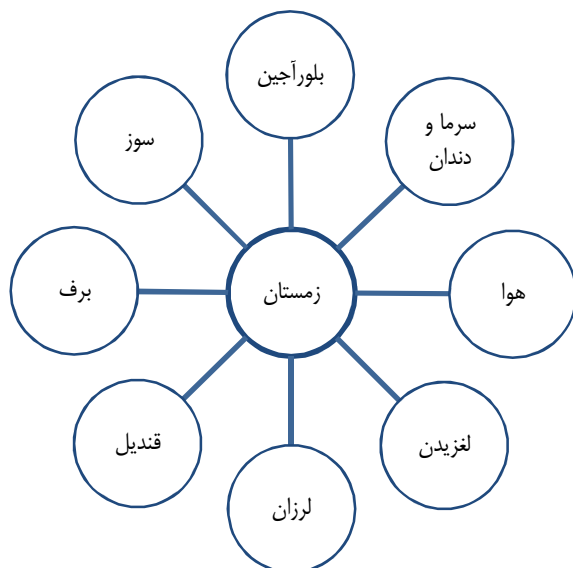 بلورآجین
سرما و
دندان
سوز
هوا
زمستان
برف
لغزیدن
قندیل
لرزان